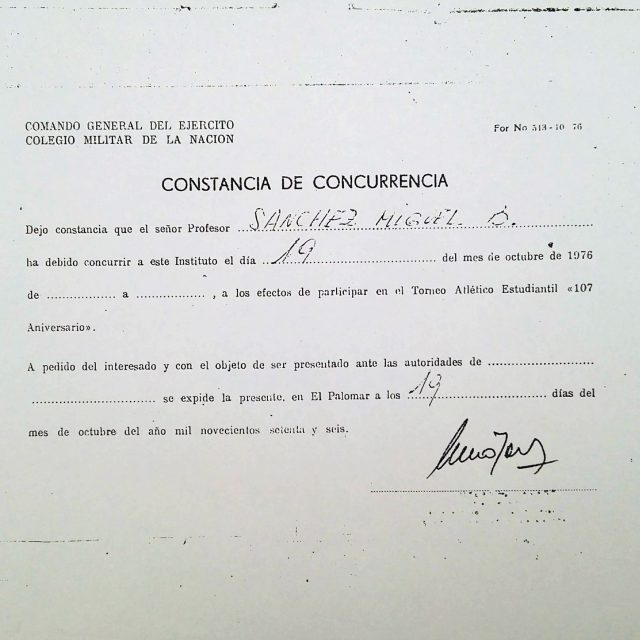 COMANDO GENERAL DEL EJERCITO
COLEGIO MILITAR DE LA NACION
For No 513-10 76
CONSTANCIA DE CONCURRENCIA
Dejo constancia que el señor Profesor SANCHEZ MIGUEL D.
ha debido concurrir a este Instituto el día 19 del mes de octubre de 1976
de .................. a .................. , a los efectos de participar en el Torneo Atlético Estudiantil «107
Aniversario».
A pedido del interesado y con el objeto de ser presentado ante las autoridades de ...........................
............................... se expide la presente, en El Palomar a los 19 días del
mes de octubre del año mil novecientos setenta y seis.